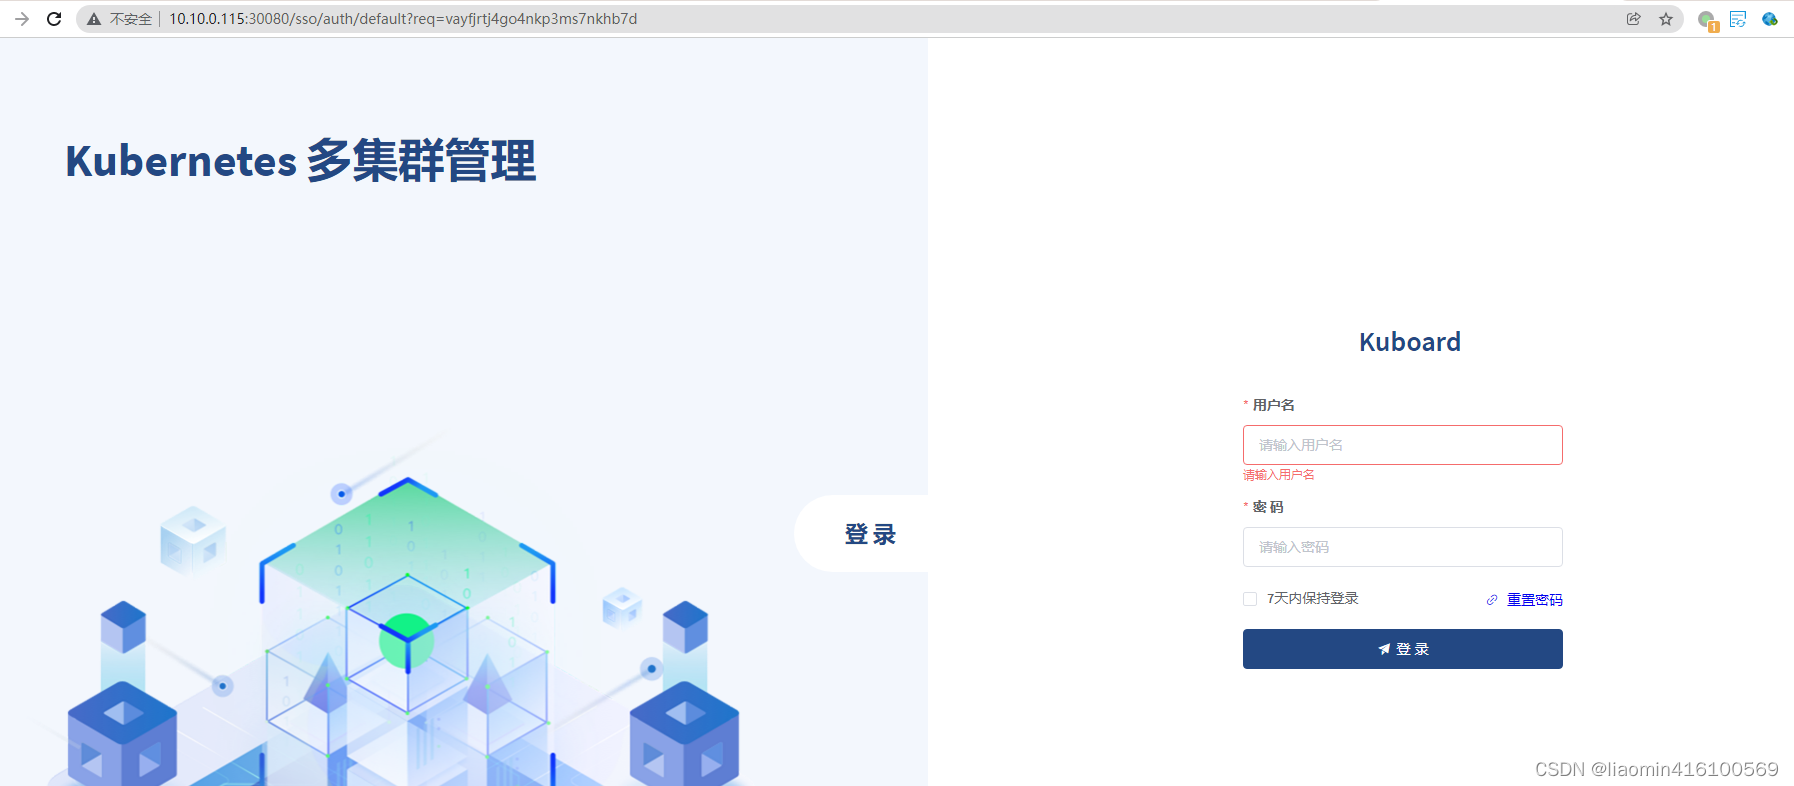 不安全 | 10.10.0.115:30080/sso/auth/default?req=vayfjrtj4go4nkp3ms7nkhb7d
1
Kubernetes 多集群管理
登 录
Kuboard
* 用户名
请输入用户名
请输入用户名
* 密 码
请输入密码
7天内保持登录
重置密码
登 录
CSDN @liaomin416100569